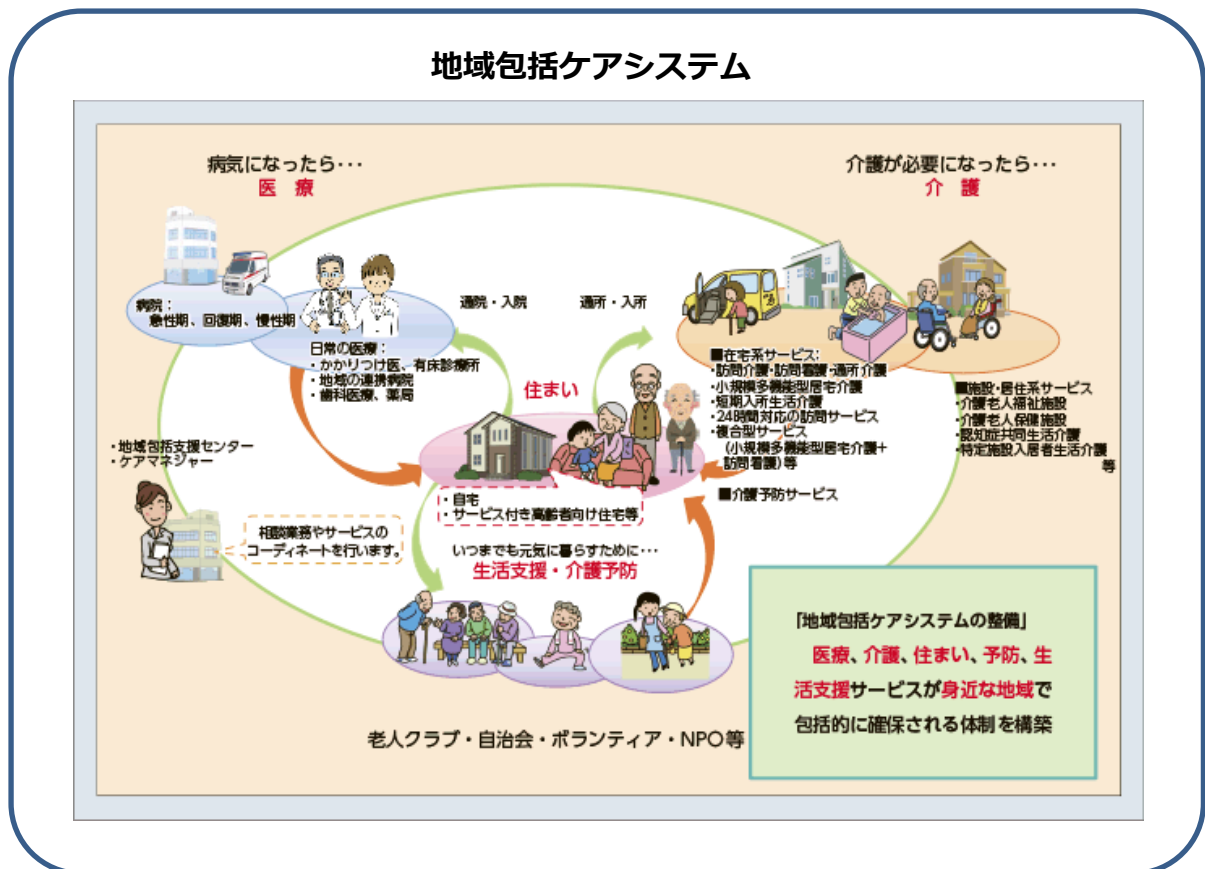 地域包括ケアシステム
病気になったら･･･
医 療
介護が必要になったら･･･
介 護
病院：
急性期、回復期、慢性期
日常の医療：
・かかりつけ医、有床診療所
・地域の連携病院
・歯科医療、薬局
通院・入院
通所・入所
住まい
■在宅系サービス：
・訪問介護・訪問看護・通所介護
・小規模多機能型居宅介護
・短期入所生活介護
・24時間対応の訪問サービス
・複合型サービス
（小規模多機能型居宅介護＋
訪問看護）等
■介護予防サービス
■施設・居住系サービス
・介護老人福祉施設
・介護老人保健施設
・認知症共同生活介護
・特定施設入居者生活介護
等
・地域包括支援センター
・ケアマネジャー
相談業務やサービスの
コーディネートを行います。
・自宅
・サービス付き高齢者向け住宅等
いつまでも元気に暮らすために･･･
生活支援・介護予防
老人クラブ・自治会・ボランティア・NPO等
「地域包括ケアシステムの整備」
医療、介護、住まい、予防、生
活支援サービスが身近な地域で
包括的に確保される体制を構築